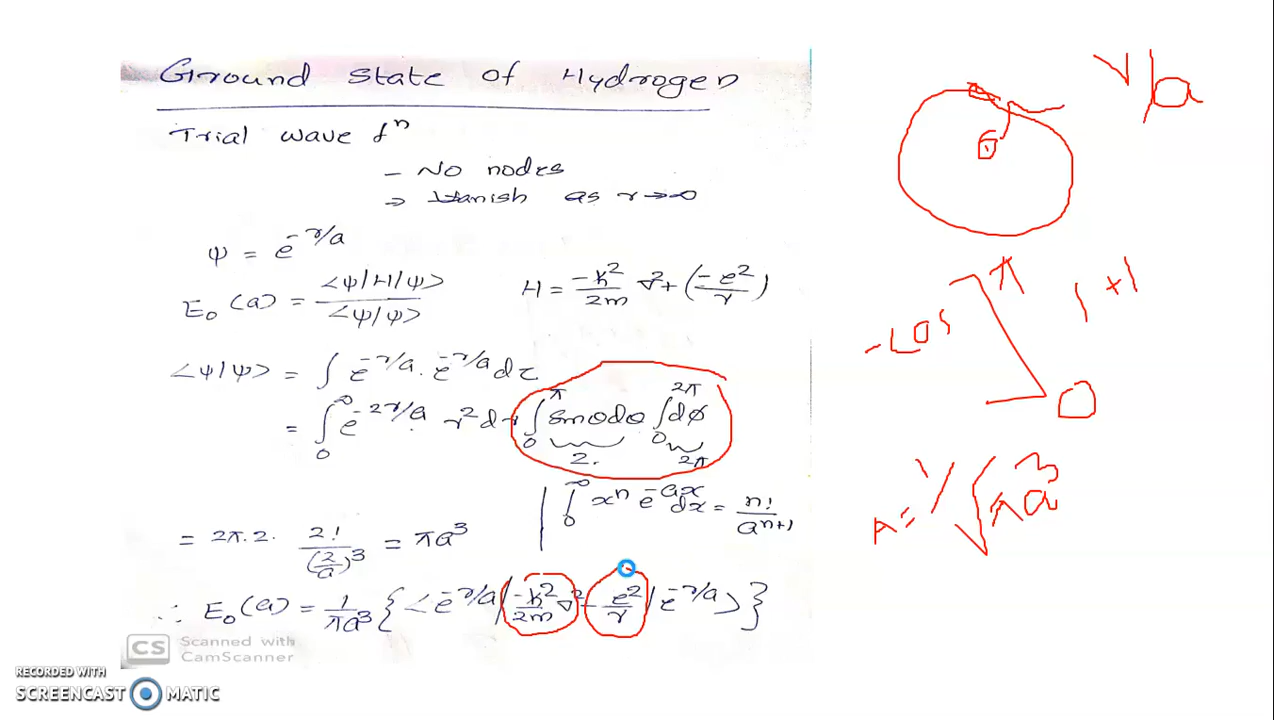 Ground state of Hydrogen
Trial wave fⁿ
- No nodes
→ Vanish as r→∞
ψ = e^{-r/a}
E₀(a) = <ψ|H|ψ> / <ψ|ψ>    H = -ħ²/2m ∇² + (-e²/r)
<ψ|ψ> = ∫ e^{-r/a} . e^{-r/a} dτ
= ∫₀^∞ e^{-2r/a} r² dr ∫₀^π sinθdθ ∫₀^{2π} dϕ
2. 2π
∫₀^∞ xⁿ e^{-ax} dx = n!/a^{n+1}
= 2π. 2. 2!/(2/a)³ = πa³
∴ E₀(a) = 1/πa³ {<e^{-r/a}| -ħ²/2m ∇² - e²/r |e^{-r/a}>}
CS Scanned with
CamScanner
RECORDED WITH
SCREENCAST MATIC
π
- cos
1 +1
0
A = 1/√πa³